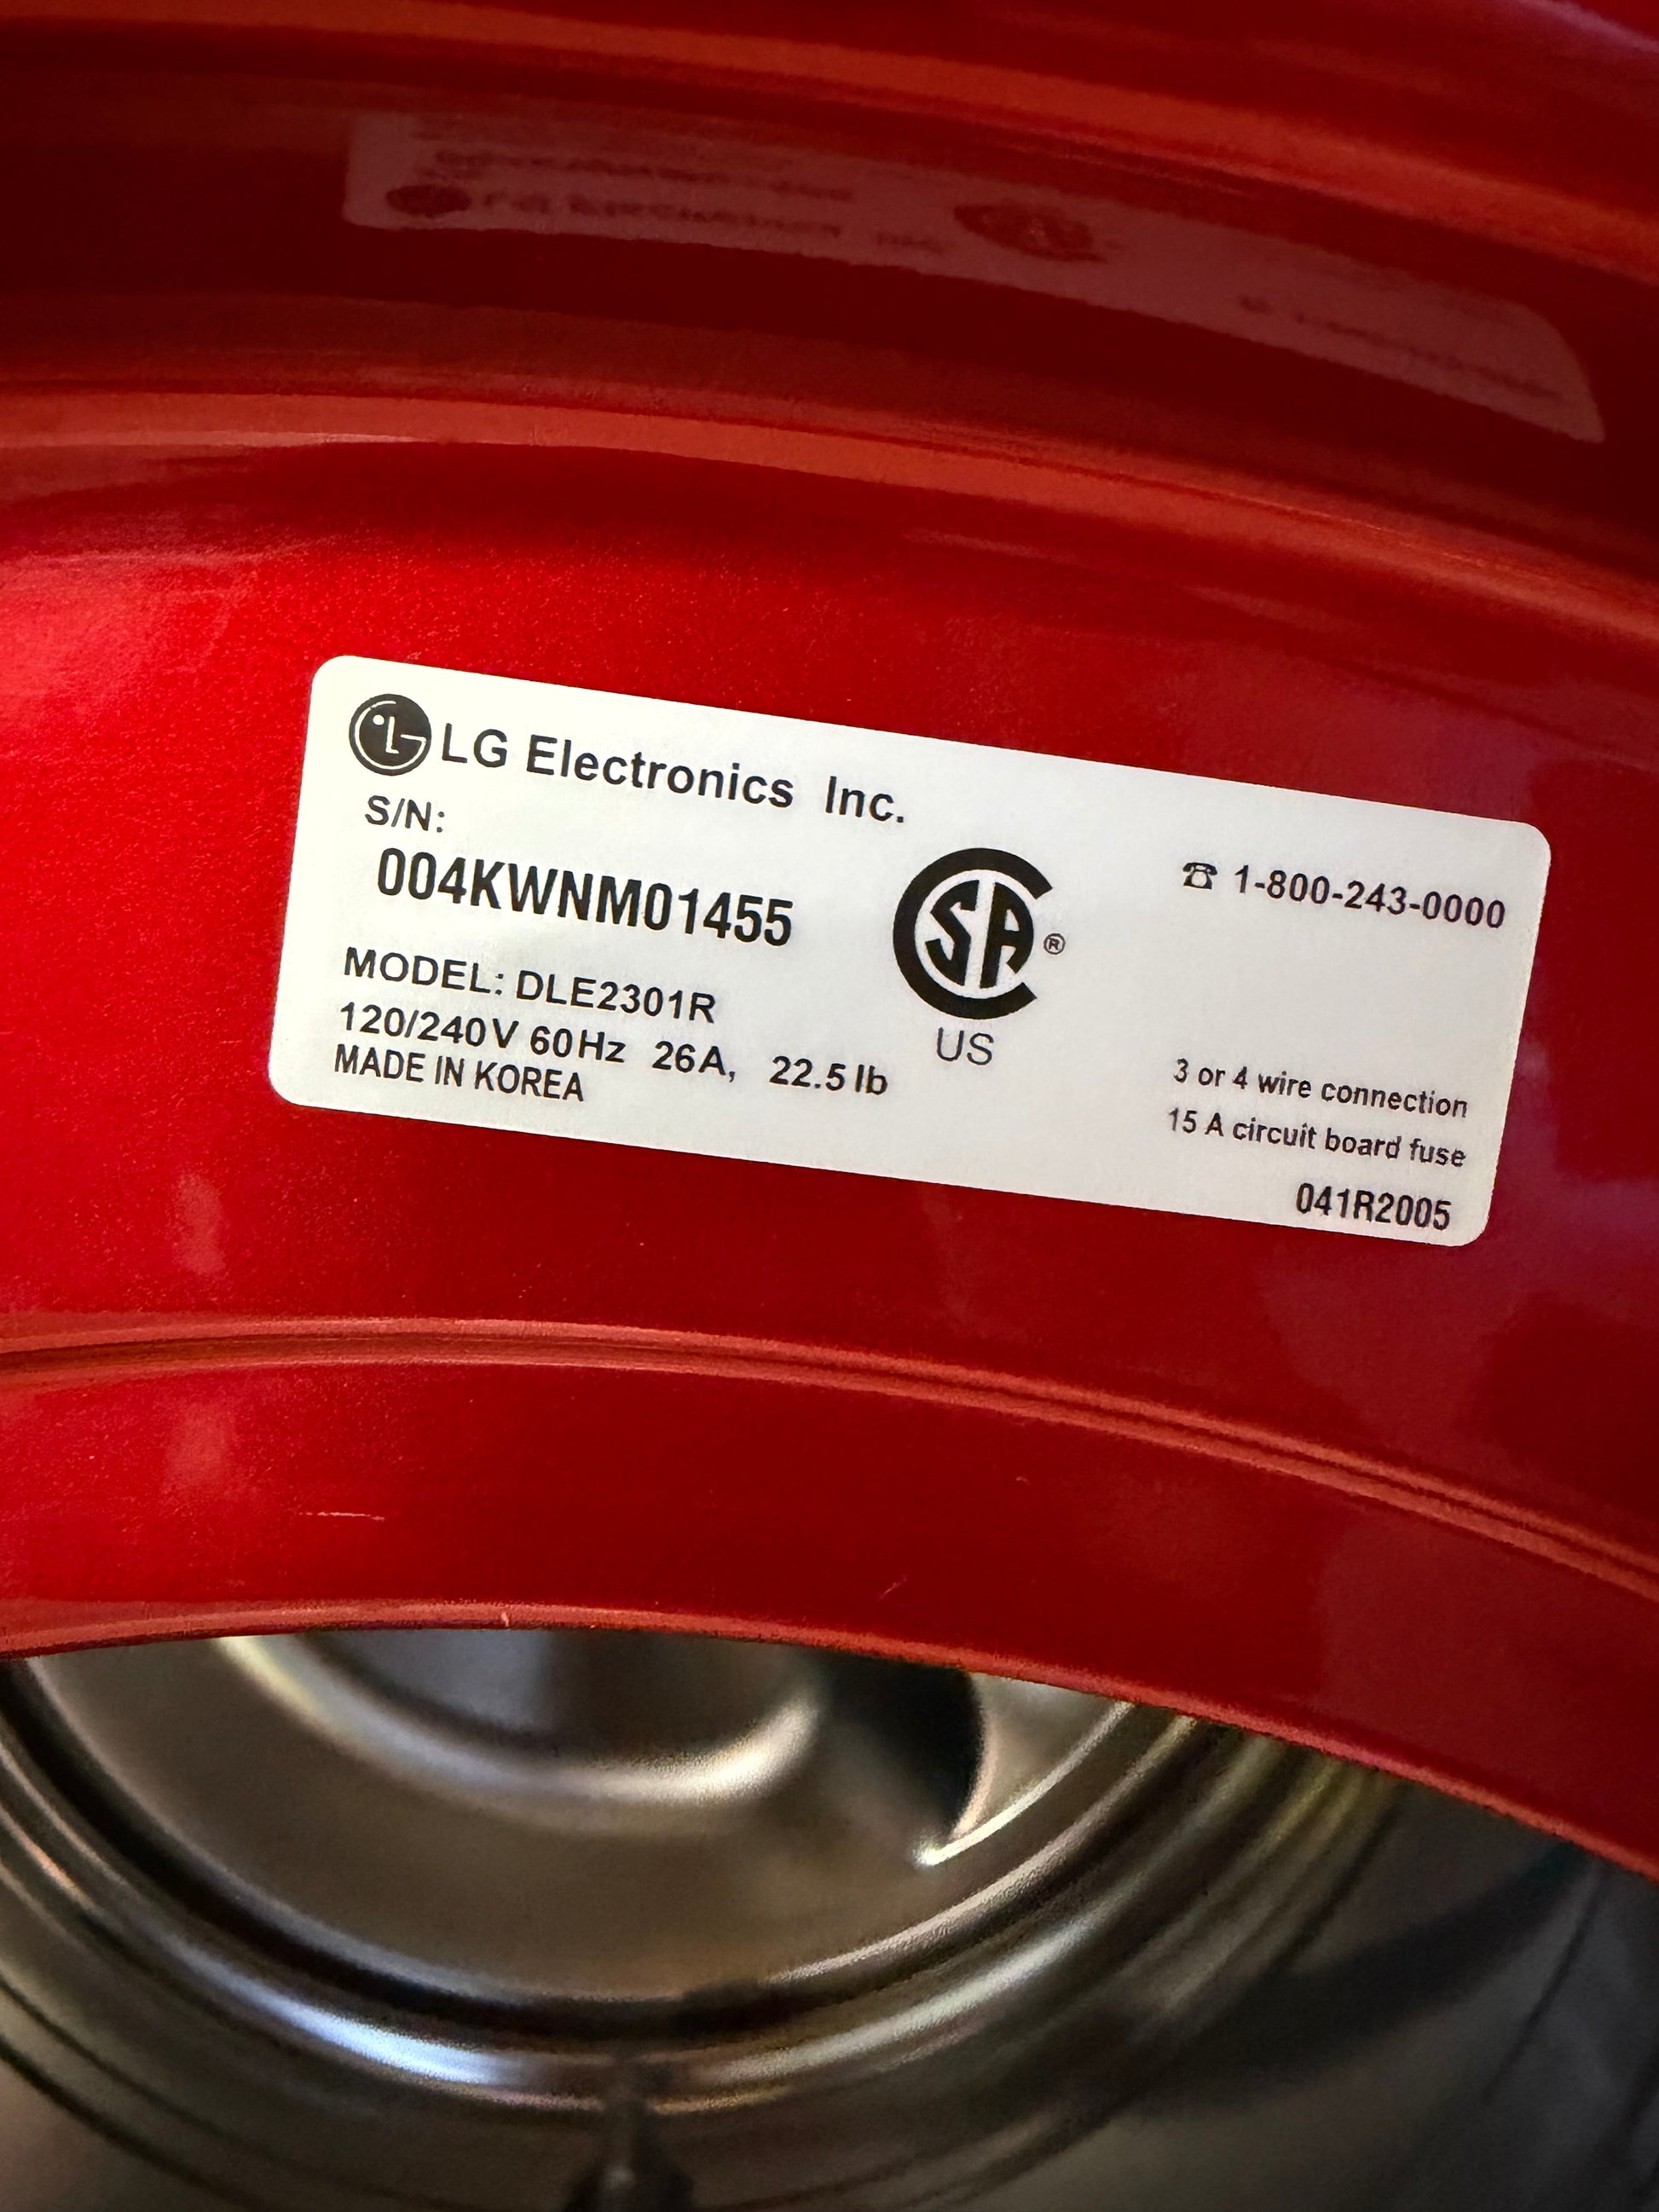 LG LG Electronics Inc.
S/N:
004KWNM01455
MODEL: DLE2301R
120/240V 60Hz 26A, 22.5 lb
MADE IN KOREA
SA ®
US
☎ 1-800-243-0000
3 or 4 wire connection
15 A circuit board fuse
041R2005